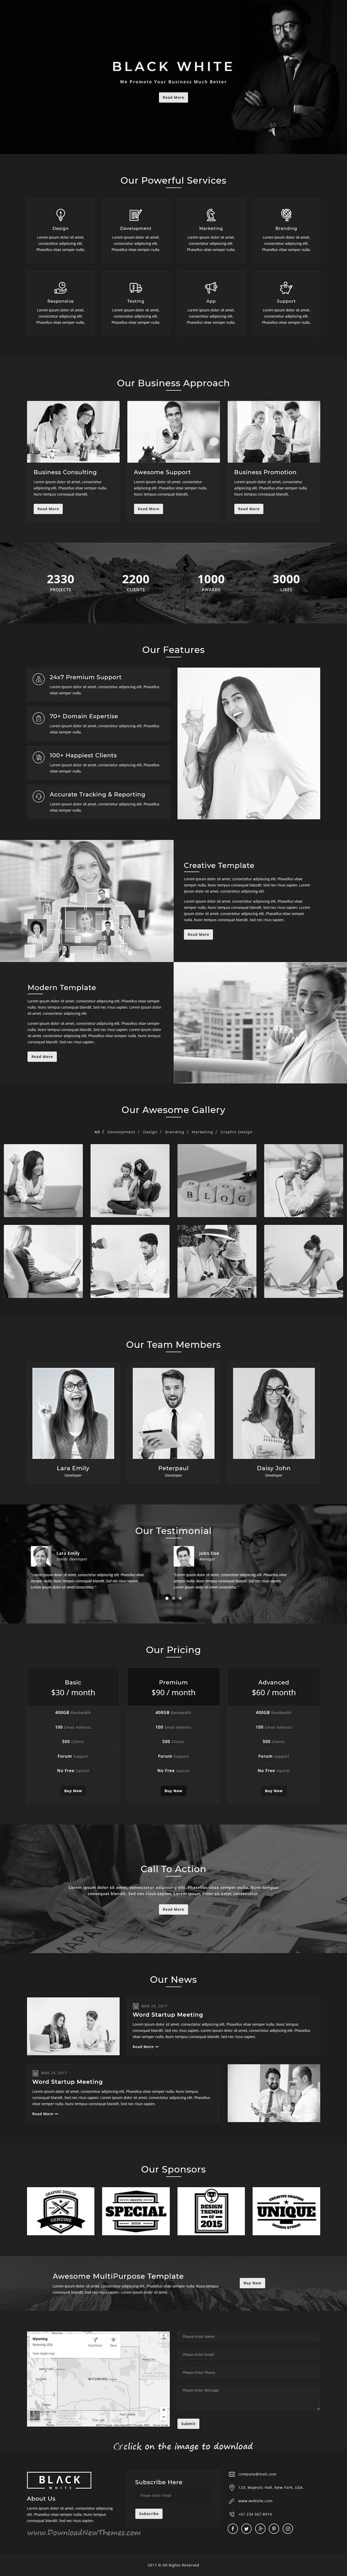 BLACK WHITE
We Promote Your Business Much Better
Read More
Our Powerful Services
Design
Lorem ipsum dolor sit amet,
consectetur adipiscing elit.
Phasellus vitae semper nulla.
Development
Lorem ipsum dolor sit amet,
consectetur adipiscing elit.
Phasellus vitae semper nulla.
Marketing
Lorem ipsum dolor sit amet,
consectetur adipiscing elit.
Phasellus vitae semper nulla.
Branding
Lorem ipsum dolor sit amet,
consectetur adipiscing elit.
Phasellus vitae semper nulla.
Responsive
Lorem ipsum dolor sit amet,
consectetur adipiscing elit.
Phasellus vitae semper nulla.
Testing
Lorem ipsum dolor sit amet,
consectetur adipiscing elit.
Phasellus vitae semper nulla.
App
Lorem ipsum dolor sit amet,
consectetur adipiscing elit.
Phasellus vitae semper nulla.
Support
Lorem ipsum dolor sit amet,
consectetur adipiscing elit.
Phasellus vitae semper nulla.
Our Business Approach
Business Consulting
Lorem ipsum dolor sit amet, consectetur
adipiscing elit. Phasellus vitae semper nulla.
Nunc tempus consequat blandit.
Read More
Awesome Support
Lorem ipsum dolor sit amet, consectetur
adipiscing elit. Phasellus vitae semper nulla.
Nunc tempus consequat blandit.
Read More
Business Promotion
Lorem ipsum dolor sit amet, consectetur
adipiscing elit. Phasellus vitae semper nulla.
Nunc tempus consequat blandit.
Read More
2330
PROJECTS
2200
CLIENTS
1000
AWARDS
3000
LIKES
Our Features
24x7 Premium Support
Lorem ipsum dolor sit amet, consectetur adipiscing elit. Phasellus
vitae semper nulla.
70+ Domain Expertise
Lorem ipsum dolor sit amet, consectetur adipiscing elit. Phasellus
vitae semper nulla.
100+ Happiest Clients
Lorem ipsum dolor sit amet, consectetur adipiscing elit. Phasellus
vitae semper nulla.
Accurate Tracking & Reporting
Lorem ipsum dolor sit amet, consectetur adipiscing elit. Phasellus
vitae semper nulla.
Creative Template
Lorem ipsum dolor sit amet, consectetur adipiscing elit. Phasellus vitae
semper nulla. Nunc tempus consequat blandit. Sed nec risus sapien. Lorem ipsum
dolor sit amet, consectetur adipiscing elit.
Lorem ipsum dolor sit amet, consectetur adipiscing elit. Phasellus vitae
semper nulla. Nunc tempus consequat blandit. Sed nec risus sapien. Lorem ipsum
dolor sit amet, consectetur adipiscing elit. Phasellus vitae semper nulla. Nunc
tempus consequat blandit. Sed nec risus sapien.
Read More
Modern Template
Lorem ipsum dolor sit amet, consectetur adipiscing elit. Phasellus vitae semper
nulla. Nunc tempus consequat blandit. Sed nec risus sapien. Lorem ipsum dolor
sit amet, consectetur adipiscing elit.
Lorem ipsum dolor sit amet, consectetur adipiscing elit. Phasellus vitae semper
nulla. Nunc tempus consequat blandit. Sed nec risus sapien. Lorem ipsum dolor
sit amet, consectetur adipiscing elit. Phasellus vitae semper nulla. Nunc tempus
consequat blandit. Sed nec risus sapien.
Read More
Our Awesome Gallery
All / Development / Design / Branding / Marketing / Graphic Design
BLOG
Our Team Members
Lara Emily
Developer
Peterpaul
Developer
Daisy John
Developer
Our Testimonial
Lara Emily
Senior Developer
"Lorem ipsum dolor sit amet, consectetur adipiscing elit. Phasellus vitae
semper nulla. Nunc tempus consequat blandit. Sed nec risus sapien.
Lorem ipsum dolor sit amet, consectetur."
John Doe
Manager
"Lorem ipsum dolor sit amet, consectetur adipiscing elit. Phasellus vitae
semper nulla. Nunc tempus consequat blandit. Sed nec risus sapien.
Lorem ipsum dolor sit amet, consectetur."
Our Pricing
Basic
$30 / month
400GB Bandwidth
100 Email Address
500 Clients
Forum Support
No Free Squirel
Buy Now
Premium
$90 / month
400GB Bandwidth
100 Email Address
500 Clients
Forum Support
No Free Squirel
Buy Now
Advanced
$60 / month
400GB Bandwidth
100 Email Address
500 Clients
Forum Support
No Free Squirel
Buy Now
Call To Action
Lorem ipsum dolor sit amet, consectetur adipiscing elit. Phasellus vitae semper nulla. Nunc tempus
consequat blandit. Sed nec risus sapien. Lorem ipsum dolor sit amet consectetur
Read More
Our News
MAR 24, 2017
Word Startup Meeting
Lorem ipsum dolor sit amet, consectetur adipiscing elit. Phasellus vitae semper nulla. Nunc tempus
consequat blandit. Sed nec risus sapien. Lorem ipsum dolor sit amet, consectetur adipiscing elit. Phasellus
vitae semper nulla. Nunc tempus consequat blandit. Sed nec risus sapien.
Read More
MAR 24, 2017
Word Startup Meeting
Lorem ipsum dolor sit amet, consectetur adipiscing elit. Phasellus vitae semper nulla. Nunc tempus
consequat blandit. Sed nec risus sapien. Lorem ipsum dolor sit amet, consectetur adipiscing elit. Phasellus
vitae semper nulla. Nunc tempus consequat blandit. Sed nec risus sapien.
Read More
Our Sponsors
GRAPHIC DESIGN
GENUINE
SPECIAL
DESIGN
TRENDS
OF
2015
UNIQUE
DESIGN STUDIO
Awesome MultiPurpose Template
Lorem ipsum dolor sit amet, consectetur adipiscing elit. Phasellus vitae semper nulla. Nunc tempus
consequat blandit. Sed nec risus sapien. Lorem ipsum dolor sit amet.
Buy Now
Wyoming
Wyoming, USA
Directions
Save
View larger map
WYOMING
Please Enter Name
Please Enter Email
Please Enter Phone
Please Enter Message
Submit
click on the image to download
BLACK
WHITE
About Us
Lorem ipsum dolor sit amet, consectetur
adipiscing elit. Phasellus vitae semper nulla.
www.DownloadNewThemes.com
Subscribe Here
Please Enter Email
Subscribe
company@mail.com
123, Majestic Hall, New York, USA.
www.website.com
+01 234 567 8910
2017 © All Rights Reserved